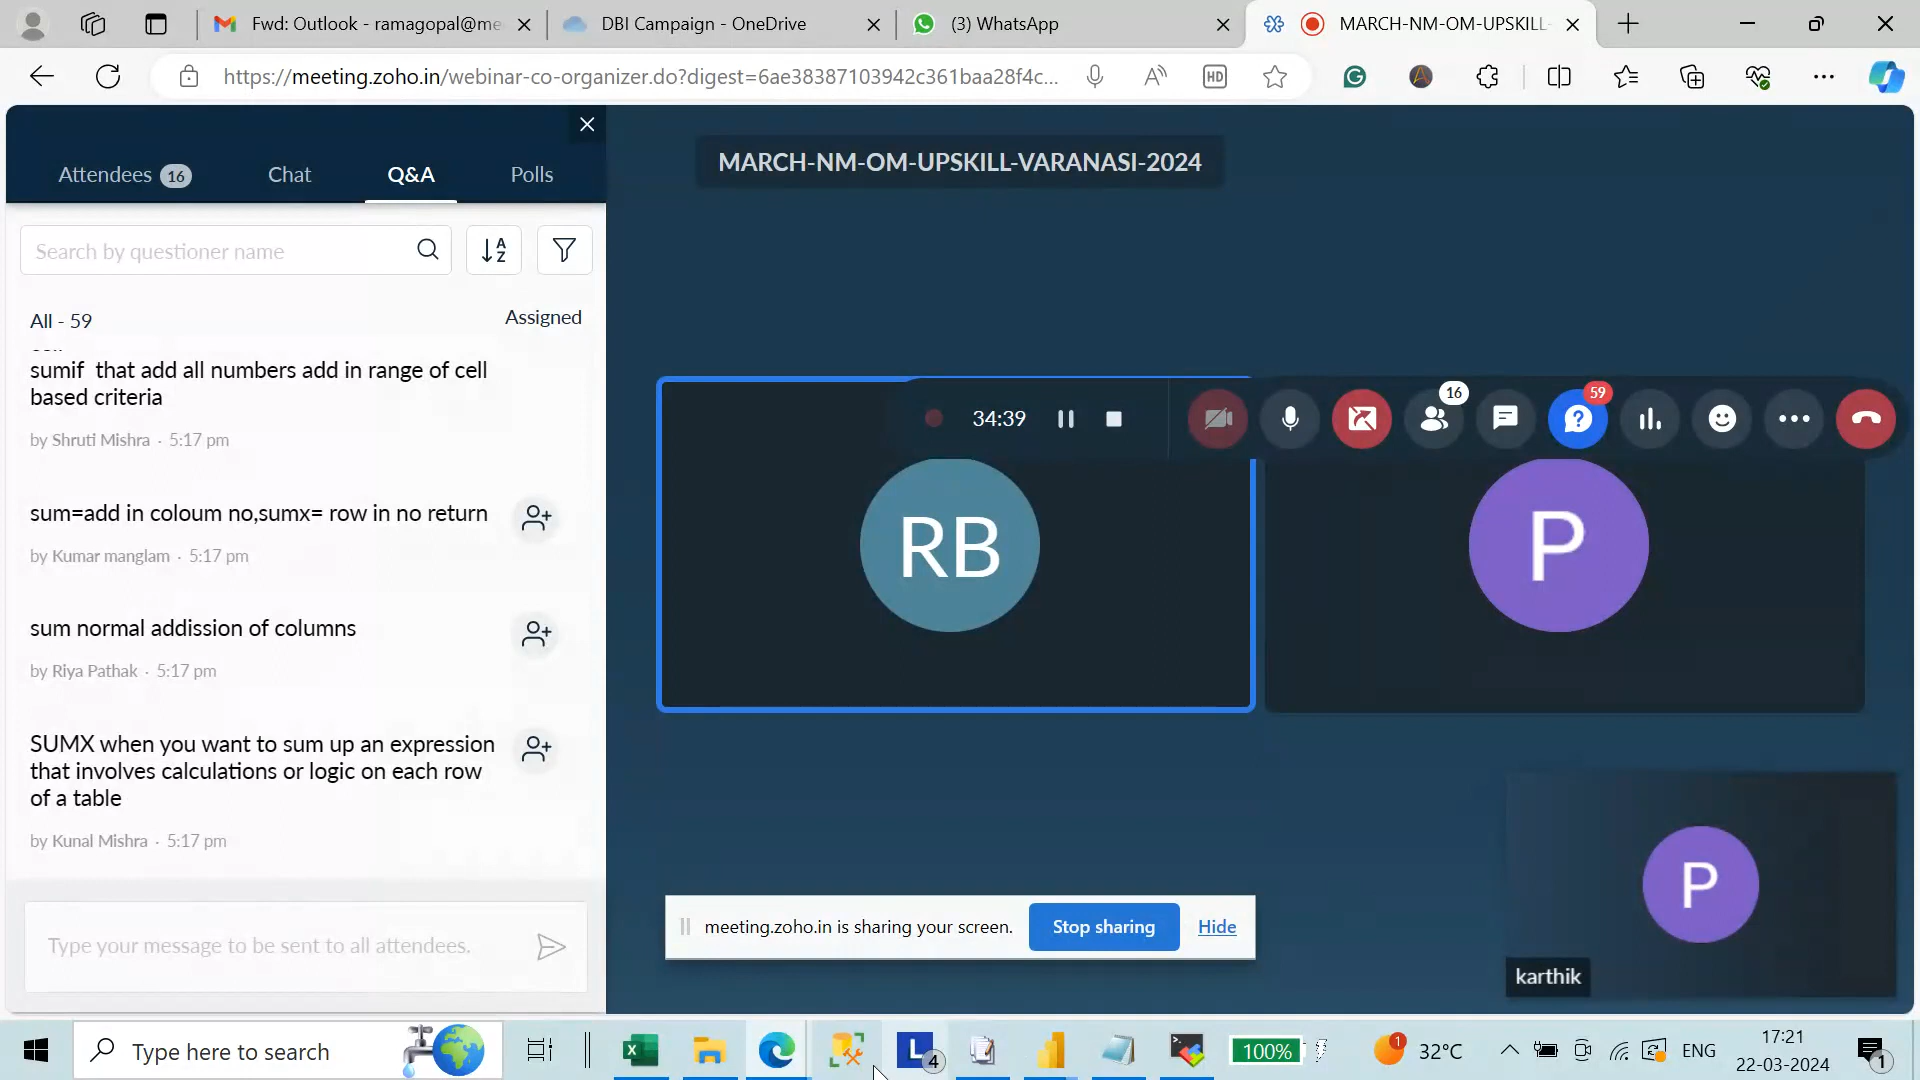 Fwd: Outlook - ramagopal@me
DBI Campaign - OneDrive
(3) WhatsApp
MARCH-NM-OM-UPSKILL-
https://meeting.zoho.in/webinar-co-organizer.do?digest=6ae38387103942c361baa28f4c...
HD
Attendees 16
Chat
Q&A
Polls
MARCH-NM-OM-UPSKILL-VARANASI-2024
Search by questioner name
A
Z
All - 59
Assigned
sumif that add all numbers add in range of cell
based criteria
by Shruti Mishra · 5:17 pm
sum=add in coloum no,sumx= row in no return
by Kumar manglam · 5:17 pm
sum normal addission of columns
by Riya Pathak · 5:17 pm
SUMX when you want to sum up an expression
that involves calculations or logic on each row
of a table
by Kunal Mishra · 5:17 pm
Type your message to be sent to all attendees.
34:39
16
59
RB
P
P
karthik
meeting.zoho.in is sharing your screen.
Stop sharing
Hide
Type here to search
L
4
100%
1
32°C
ENG
17:21
22-03-2024
1